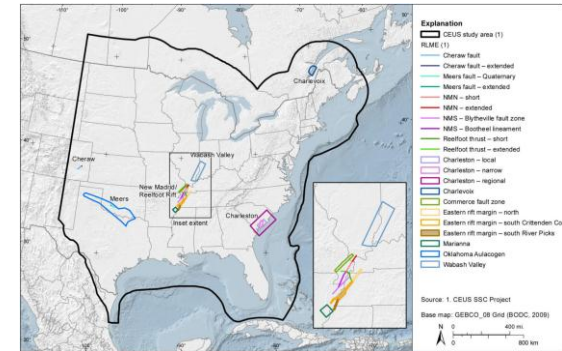 Charlevoix
Cheraw
Wabash Valley
New Madrid/
Reelfoot Rift
Meers
Charleston
Inset extent
Explanation
CEUS study area (1)
RLME (1)
Cheraw fault
Cheraw fault – extended
Meers fault – Quaternary
Meers fault – extended
NMN – short
NMN – extended
NMS – Blytheville fault zone
NMS – Bootheel lineament
Reelfoot thrust – short
Reelfoot thrust – extended
Charleston – local
Charleston – narrow
Charleston – regional
Charlevoix
Commerce fault zone
Eastern rift margin – north
Eastern rift margin – south Crittenden Co
Eastern rift margin – south River Picks
Marianna
Oklahoma Aulacogen
Wabash Valley
Source: 1. CEUS SSC Project
Base map: GEBCO_08 Grid (BODC, 2009)
N
0 400 mi.
0 800 km